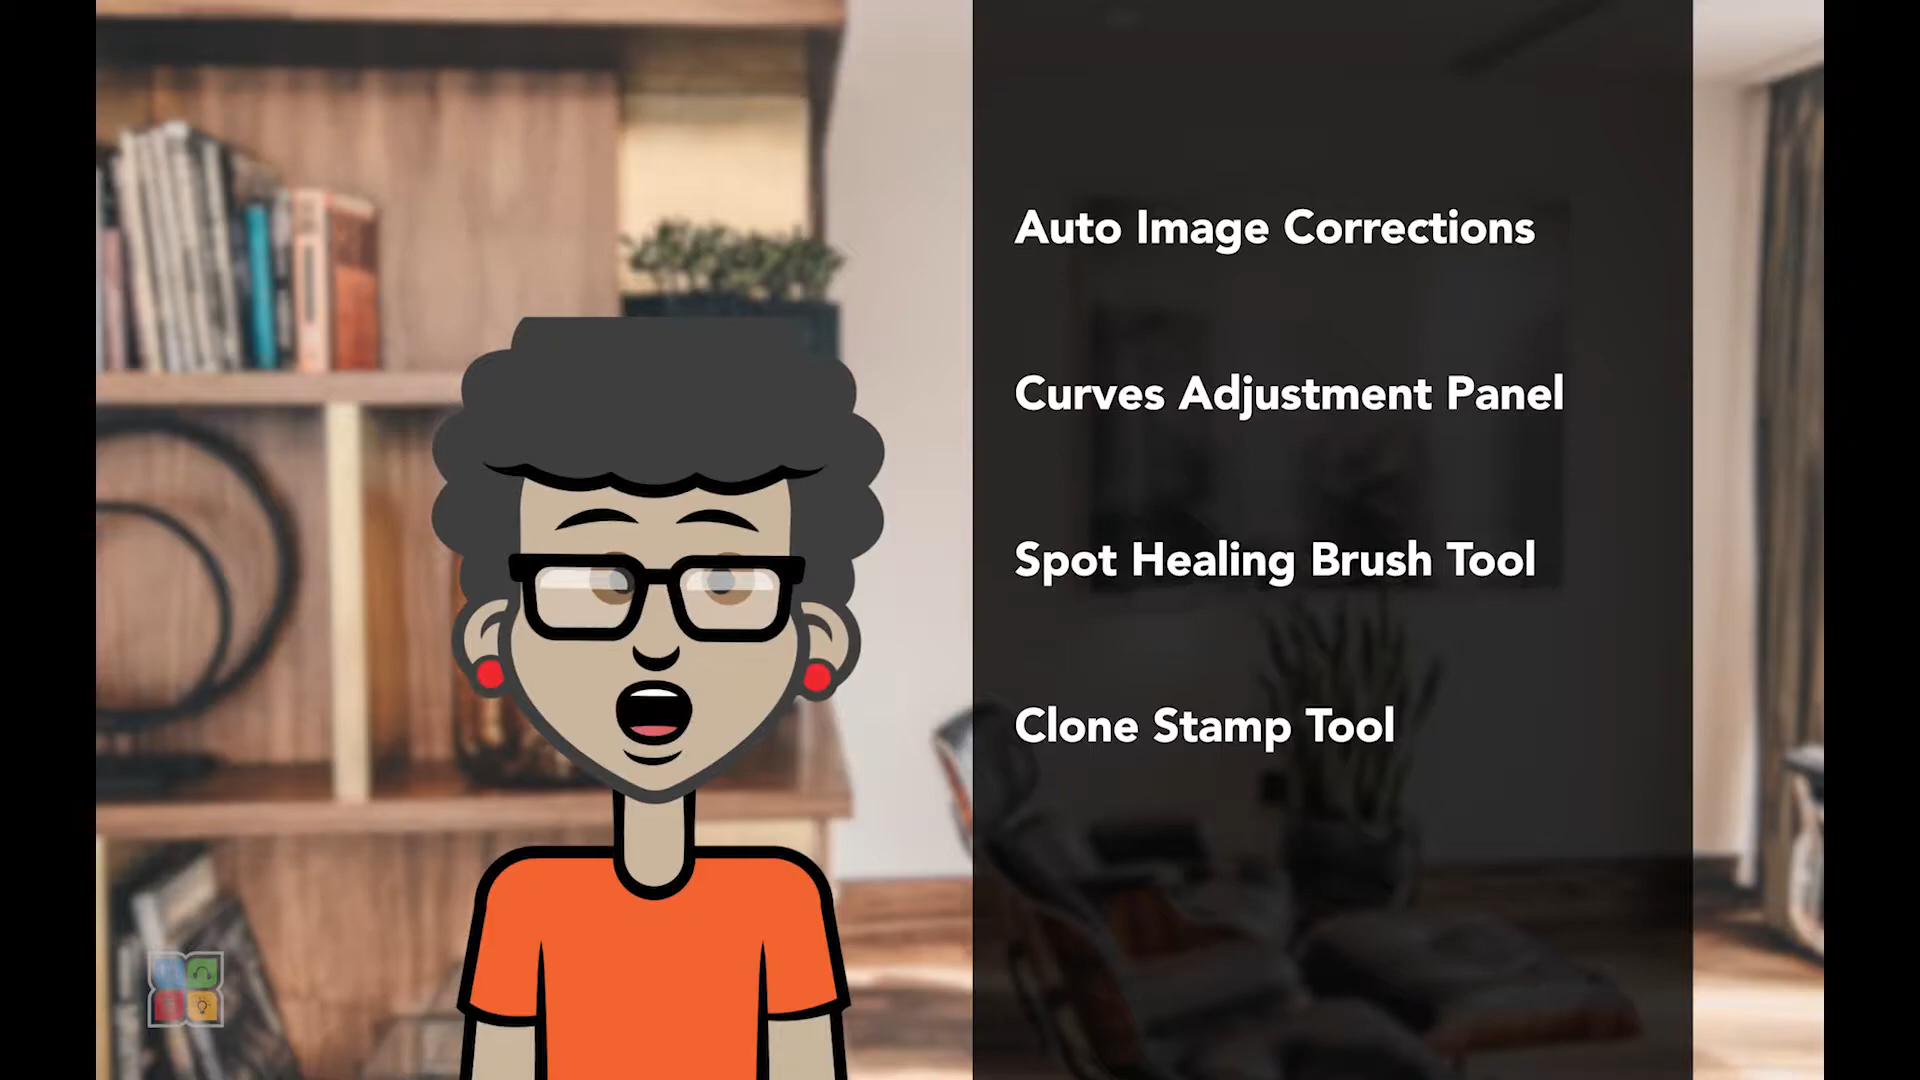 Auto Image Corrections
Curves Adjustment Panel
Spot Healing Brush Tool
Clone Stamp Tool